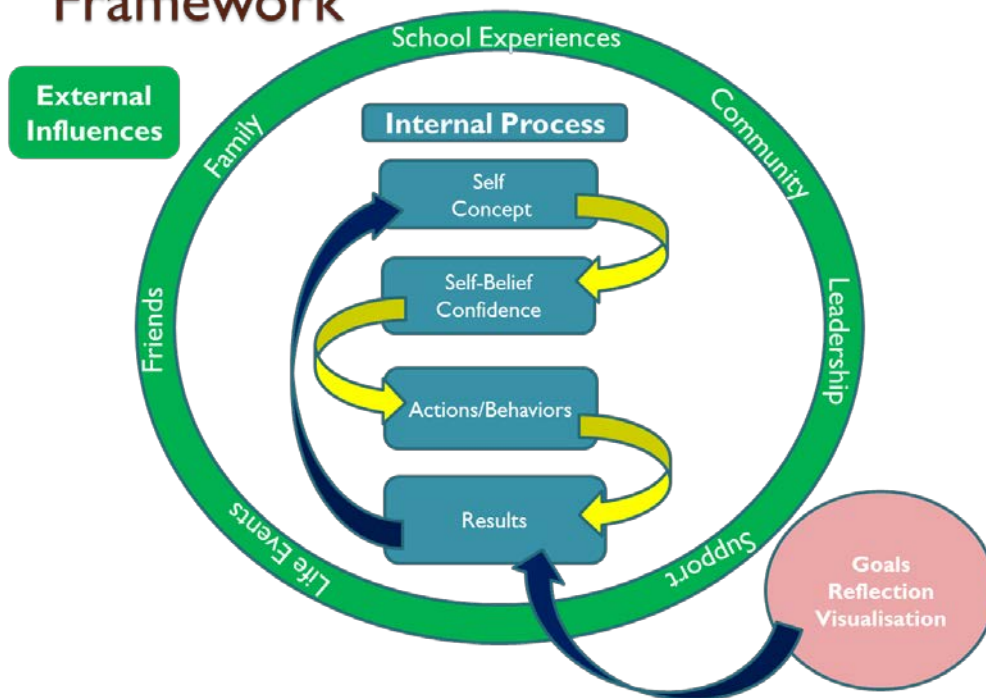 Framework
External
Influences
School Experiences
Family
Community
Friends
Leadership
Life Events
Support
Internal Process
Self
Concept
Self-Belief
Confidence
Actions/Behaviors
Results
Goals
Reflection
Visualisation